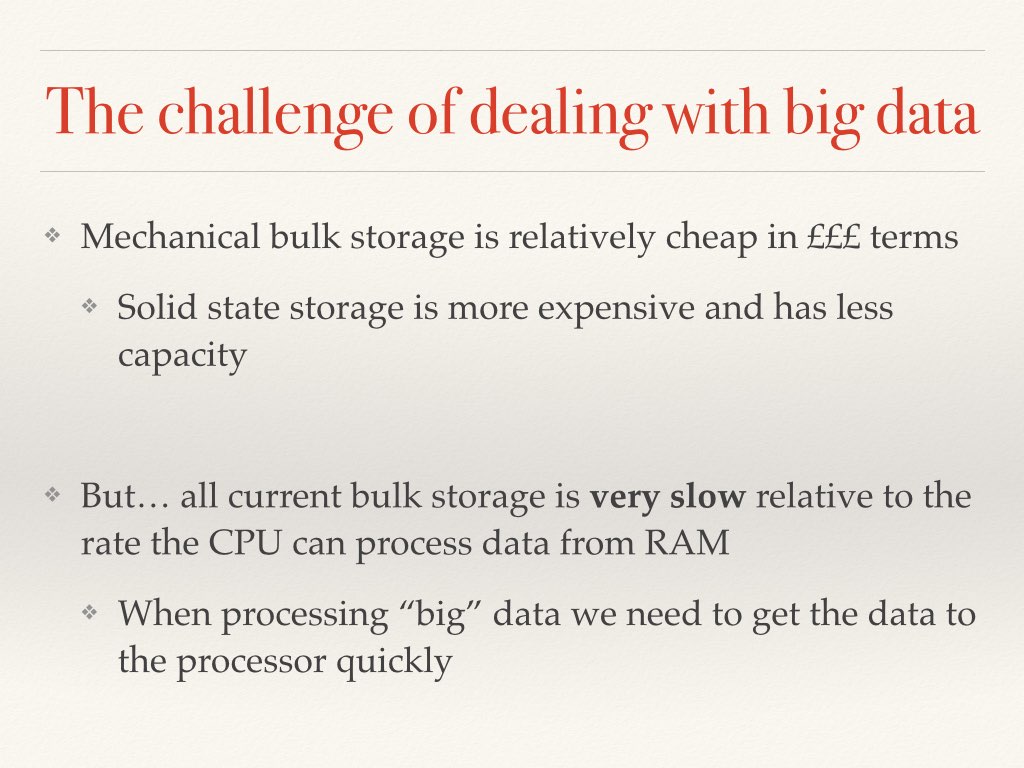 The challenge of dealing with big data
❖ Mechanical bulk storage is relatively cheap in £££ terms
❖ Solid state storage is more expensive and has less
capacity
❖ But… all current bulk storage is very slow relative to the
rate the CPU can process data from RAM
❖ When processing “big” data we need to get the data to
the processor quickly